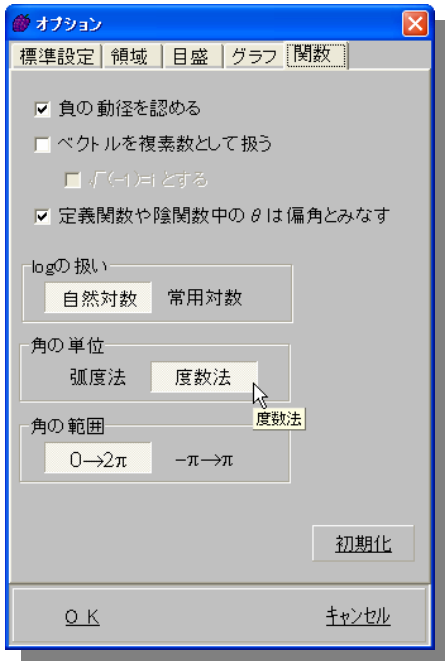 オプション
標準設定 領域 目盛 グラフ 関数
負の動径を認める
ベクトルを複素数として扱う
√(-1)=iとする
定義関数や陰関数中のθは偏角とみなす
logの扱い
自然対数 常用対数
角の単位
弧度法 度数法
度数法
角の範囲
0→2π -π→π
初期化
OK キャンセル